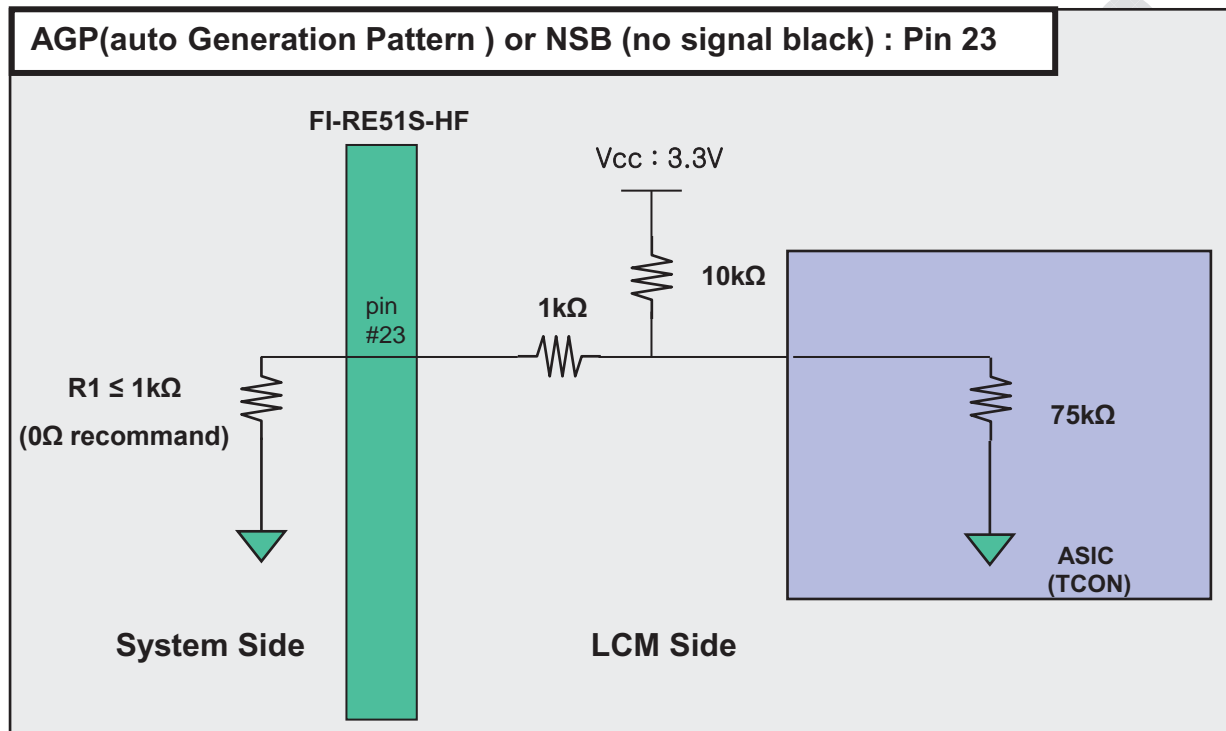 AGP(auto Generation Pattern ) or NSB (no signal black) : Pin 23
FI-RE51S-HF
Vcc : 3.3V
10kΩ
1kΩ
pin
#23
R1 ≤ 1kΩ
(0Ω recommand)
75kΩ
ASIC
(TCON)
System Side
LCM Side